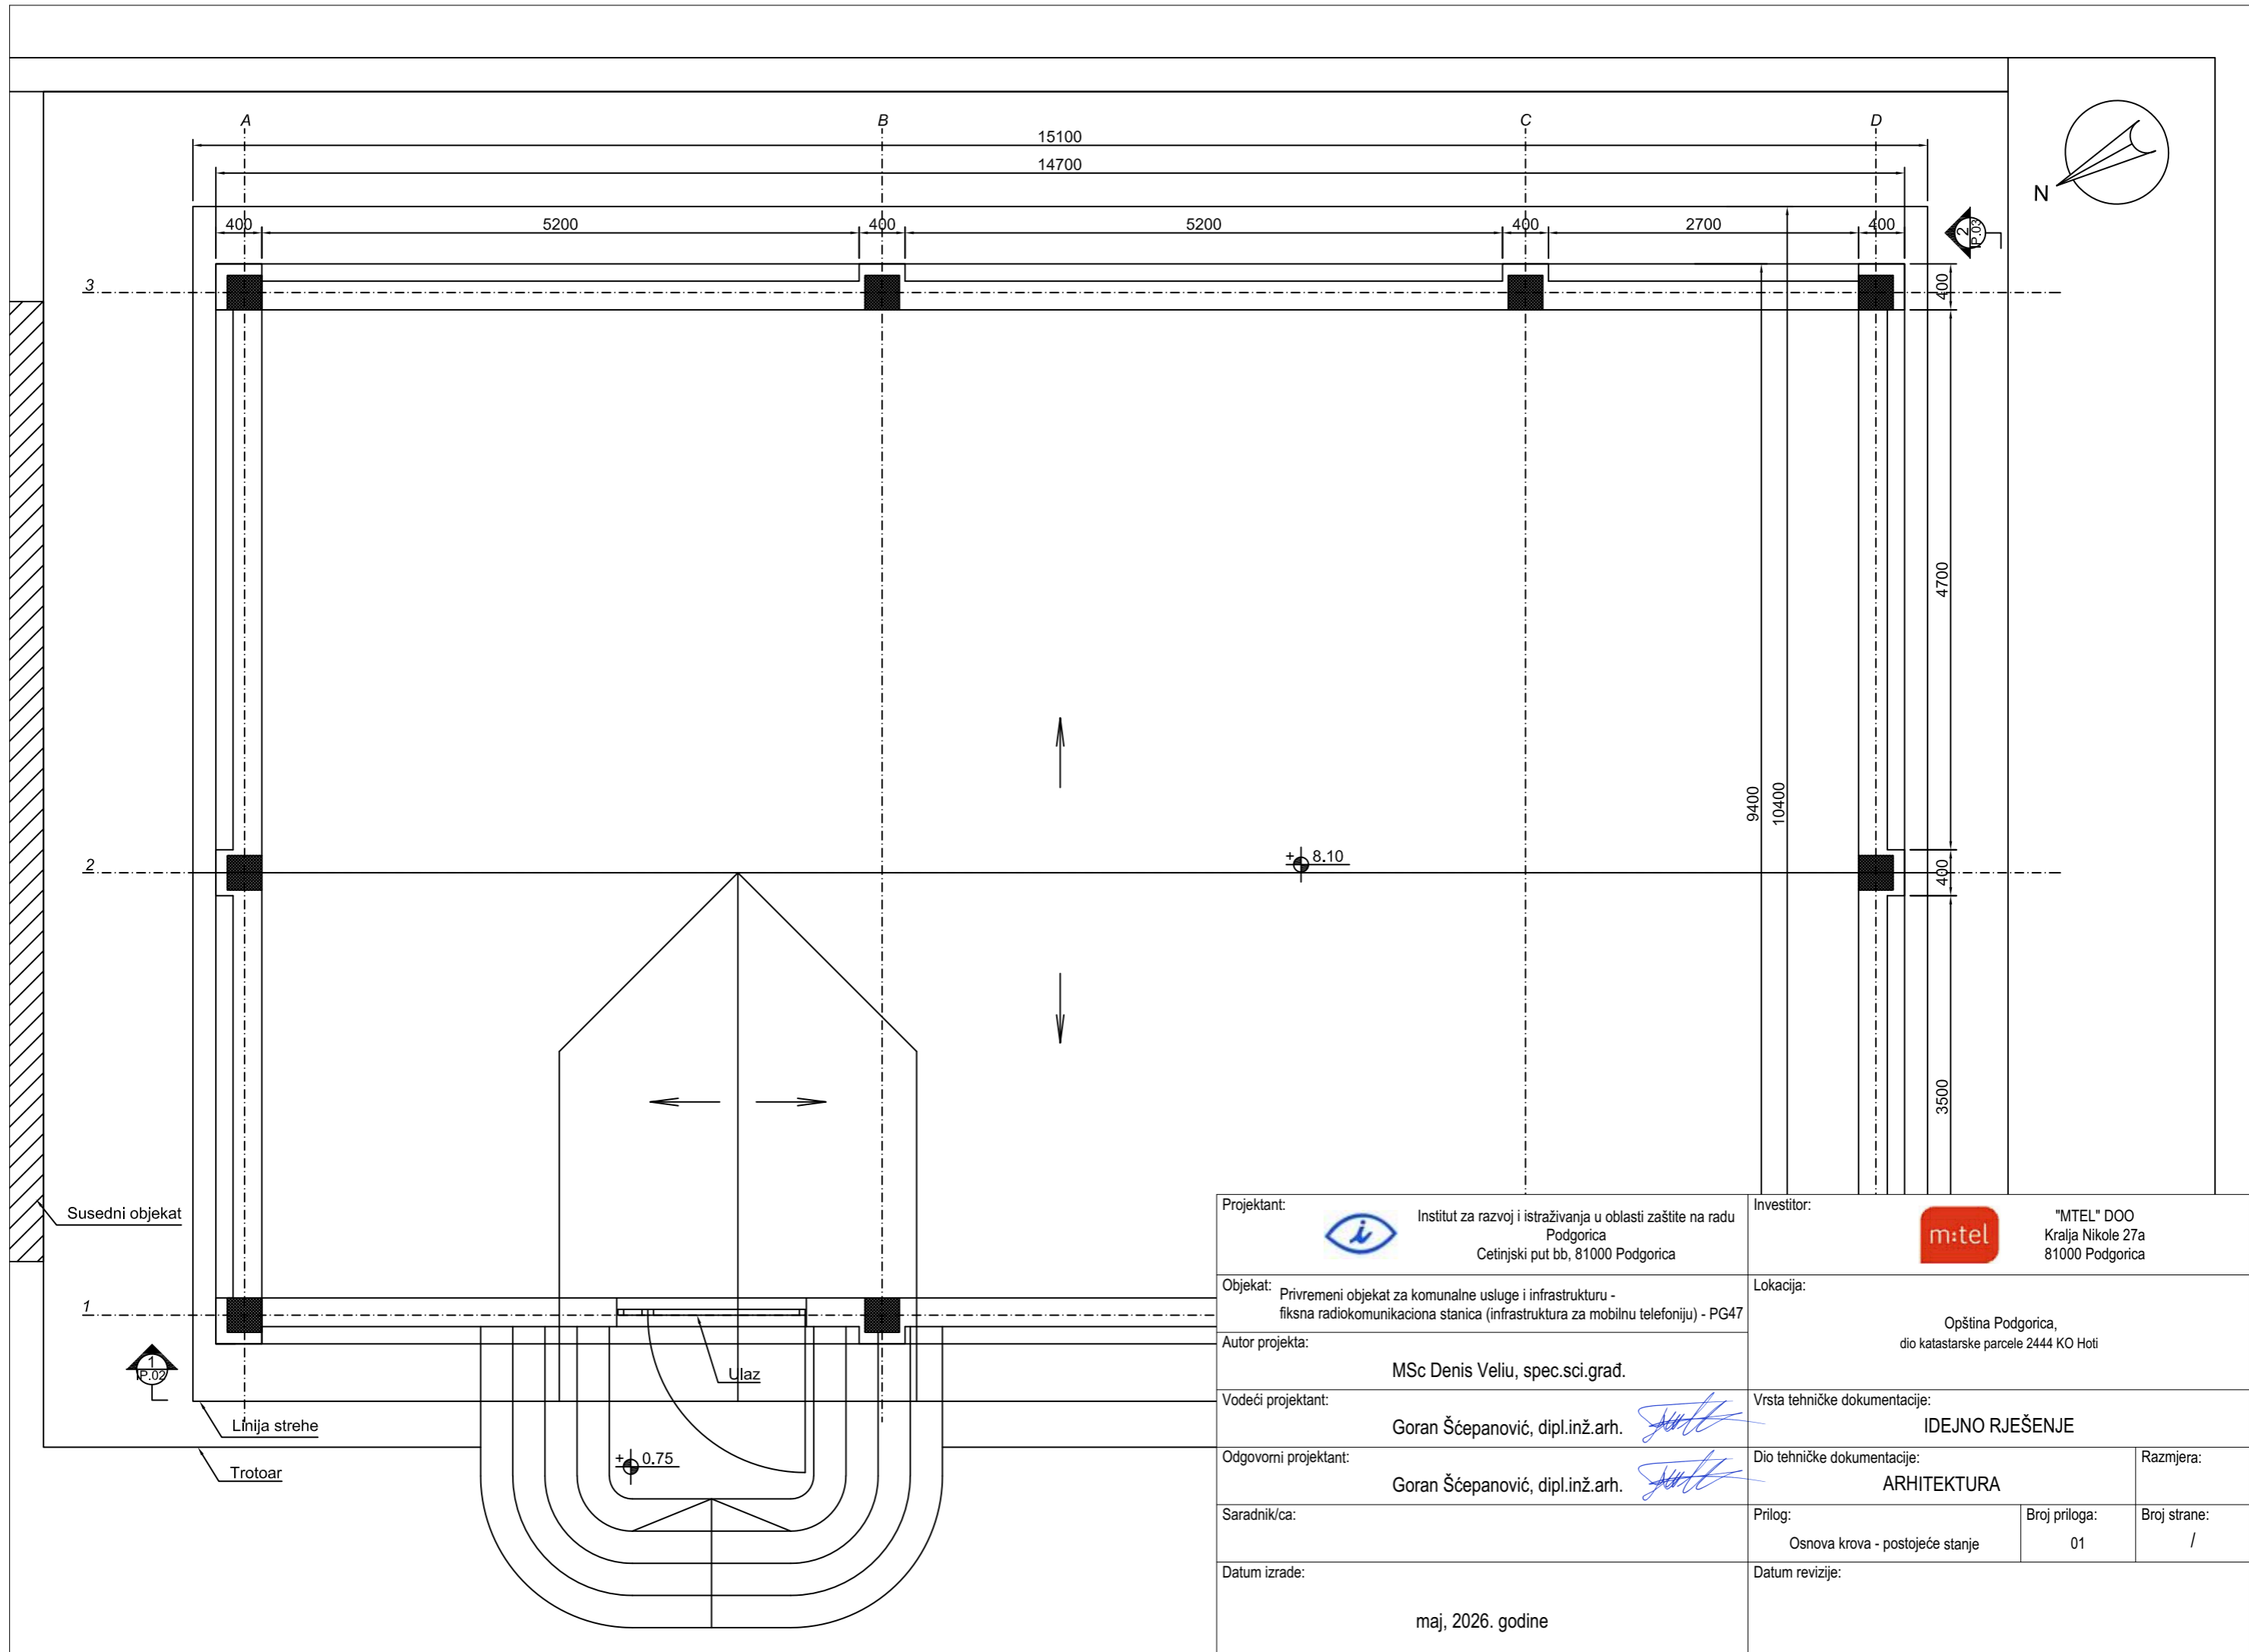 A
B
C
D
15100
14700
N
400
5200
400
5200
400
2700
400
2
P.03
3
400
4700
9400
10400
2
+ 8.10
400
3500
Susedni objekat
1
1
P.02
Ulaz
Linija strehe
+ 0.75
Trotoar
Projektant:
Institut za razvoj i istraživanja u oblasti zaštite na radu
Podgorica
Cetinjski put bb, 81000 Podgorica
Investitor:
m:tel
"MTEL" DOO
Kralja Nikole 27a
81000 Podgorica
Objekat:
Privremeni objekat za komunalne usluge i infrastrukturu -
fiksna radiokomunikaciona stanica (infrastruktura za mobilnu telefoniju) - PG47
Lokacija:
Opština Podgorica,
dio katastarske parcele 2444 KO Hoti
Autor projekta:
MSc Denis Veliu, spec.sci.građ.
Vodeći projektant:
Goran Šćepanović, dipl.inž.arh.
Vrsta tehničke dokumentacije:
IDEJNO RJEŠENJE
Odgovorni projektant:
Goran Šćepanović, dipl.inž.arh.
Dio tehničke dokumentacije:
ARHITEKTURA
Razmjera:
Saradnik/ca:
Prilog:
Osnova krova - postojeće stanje
Broj priloga:
01
Broj strane:
/
Datum izrade:
maj, 2026. godine
Datum revizije: